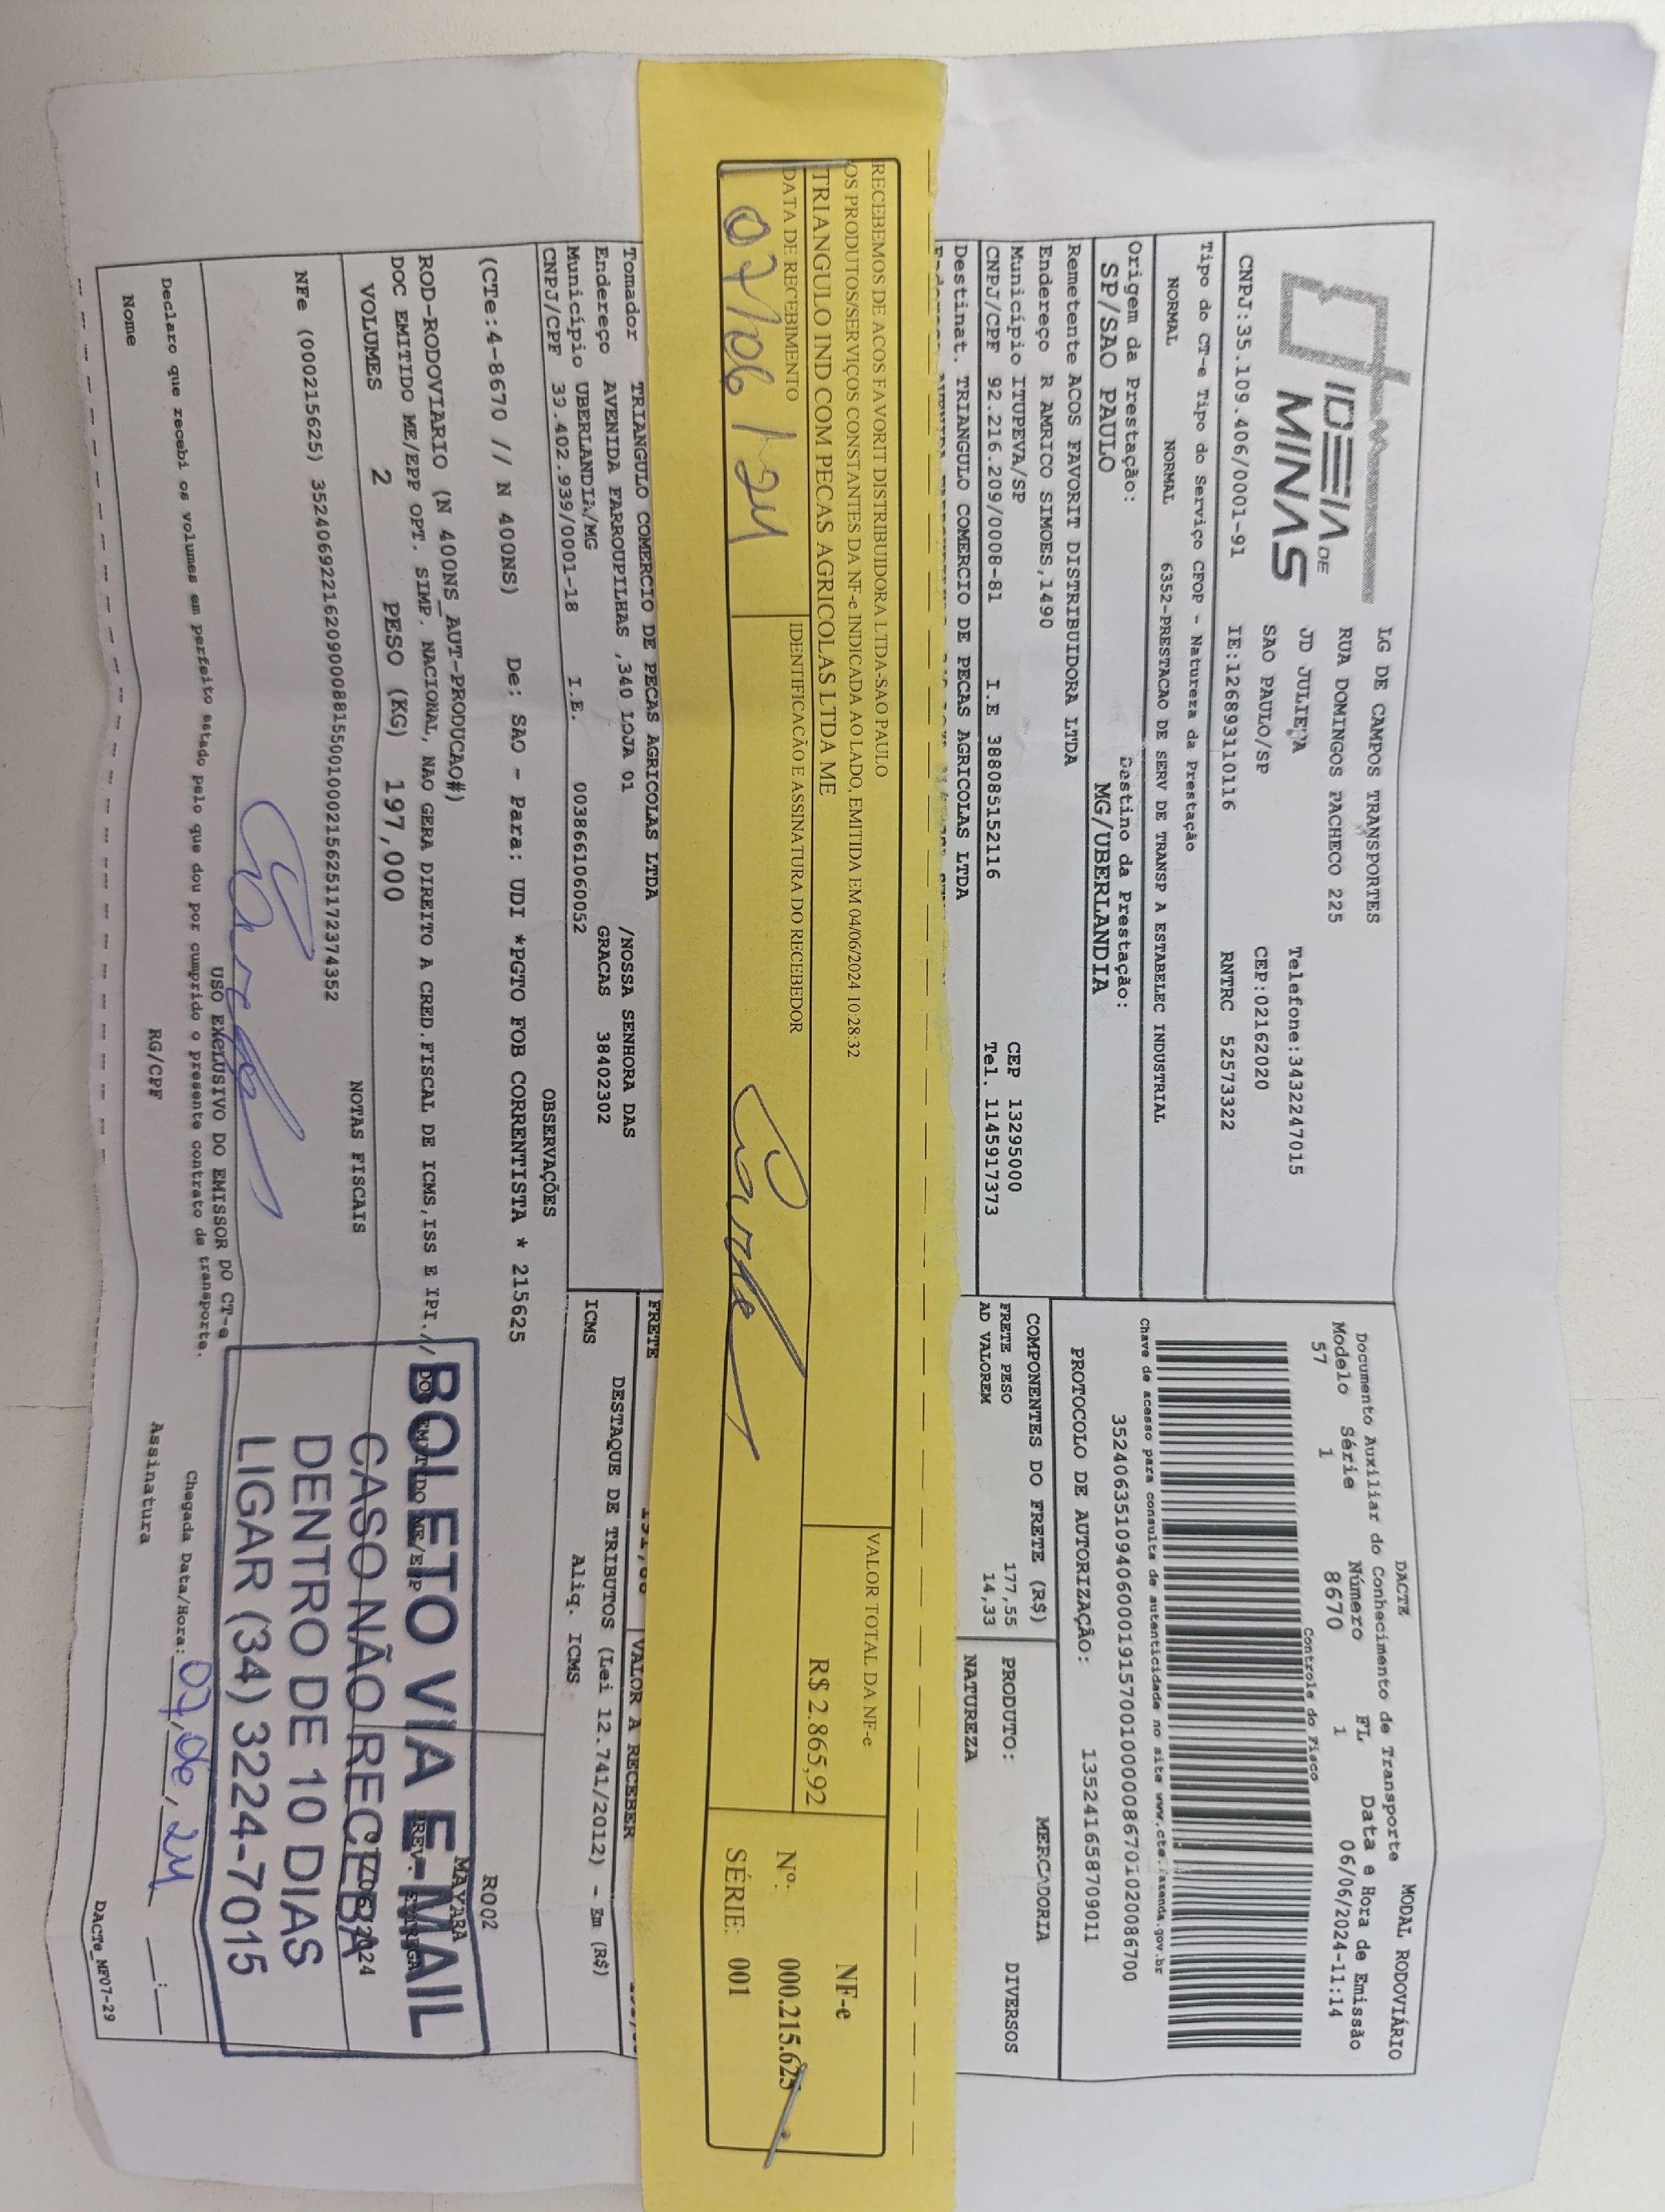 IDEIA DE
MINAS
LG DE CAMPOS TRANSPORTES
RUA DOMINGOS PACHECO 225
JD JULIETA Telefone:3432247015
SAO PAULO/SP CEP:02162020
CNPJ:35.109.406/0001-91 IE:126893110116 RNTRC 52573322
Tipo do CT-e Tipo do Serviço CFOP - Natureza da Prestação
NORMAL NORMAL 6352-PRESTACAO DE SERV DE TRANSP A ESTABELEC INDUSTRIAL
Origem da Prestação: Destino da Prestação:
SP/SAO PAULO MG/UBERLANDIA
Remetente ACOS FAVORIT DISTRIBUIDORA LTDA
Endereço R AMRICO SIMOES,1490
Município ITUPEVA/SP CEP 13295000
CNPJ/CPF 92.216.209/0008-81 I.E 388085152116 Tel. 1145917373
Destinat. TRIANGULO COMERCIO DE PECAS AGRICOLAS LTDA
DACTE MODAL RODOVIÁRIO
Documento Auxiliar do Conhecimento de Transporte
Modelo Série Número FL Data e Hora de Emissão
57 1 8670 1 06/06/2024-11:14
Controle do Fisco
Chave de acesso para consulta de autenticidade no site www.cte.fazenda.gov.br
35240635109406000191570010000086701020086700
PROTOCOLO DE AUTORIZAÇÃO: 135241658709011
COMPONENTES DO FRETE (R$) MERCADORIA
FRETE PESO 177,55 PRODUTO: DIVERSOS
AD VALOREM 14,33 NATUREZA
RECEBEMOS DE ACOS FAVORIT DISTRIBUIDORA LTDA-SAO PAULO
OS PRODUTOS/SERVIÇOS CONSTANTES DA NF-e INDICADA AO LADO, EMITIDA EM 04/06/2024 10:28:32
TRIANGULO IND COM PECAS AGRICOLAS LTDA ME
VALOR TOTAL DA NF-e
R$ 2.865,92
DATA DE RECEBIMENTO IDENTIFICACÃO E ASSINATURA DO RECEBEDOR
07/06/24
NF-e
Nº: 000.215.625
SÉRIE: 001
Tomador TRIANGULO COMERCIO DE PECAS AGRICOLAS LTDA
Endereço AVENIDA FARROUPILHAS ,340 LOJA 01 /NOSSA SENHORA DAS
Município UBERLANDIA/MG GRACAS 38402302
CNPJ/CPF 39.402.939/0001-18 I.E. 0038661060052
FRETE VALOR A RECEBER
DESTAQUE DE TRIBUTOS (Lei 12.741/2012) - Em (R$)
ICMS Aliq. ICMS
OBSERVAÇÕES
(CTe:4-8670 // N 400NS) De: SAO - Para: UDI *PGTO FOB CORRENTISTA * 215625
R002
ROD-RODOVIARIO (N 400NS_AUT-PRODUCAO#)
MAYARA
DOC EMITIDO ME/EPP OPT. SIMP. NACIONAL, NAO GERA DIREITO A CRED.FISCAL DE ICMS,ISS E IPI.// DOC EMITIDO ME/EPP
VOLUMES 2 PESO (KG) 197,000
NOTAS FISCAIS
NFe (000215625) 35240692216209000881550010002156251172374352
BOLETO VIA E-MAIL
CASO NÃO RECEBA
DENTRO DE 10 DIAS
LIGAR (34) 3224-7015
USO EXCLUSIVO DO EMISSOR DO CT-e
Declaro que recebi os volumes em perfeito estado pelo que dou por cumprido o presente contrato de transporte.
Chegada Data/Hora: 07/06/24 __:__
Nome RG/CPF Assinatura
DACTe_MF07-29